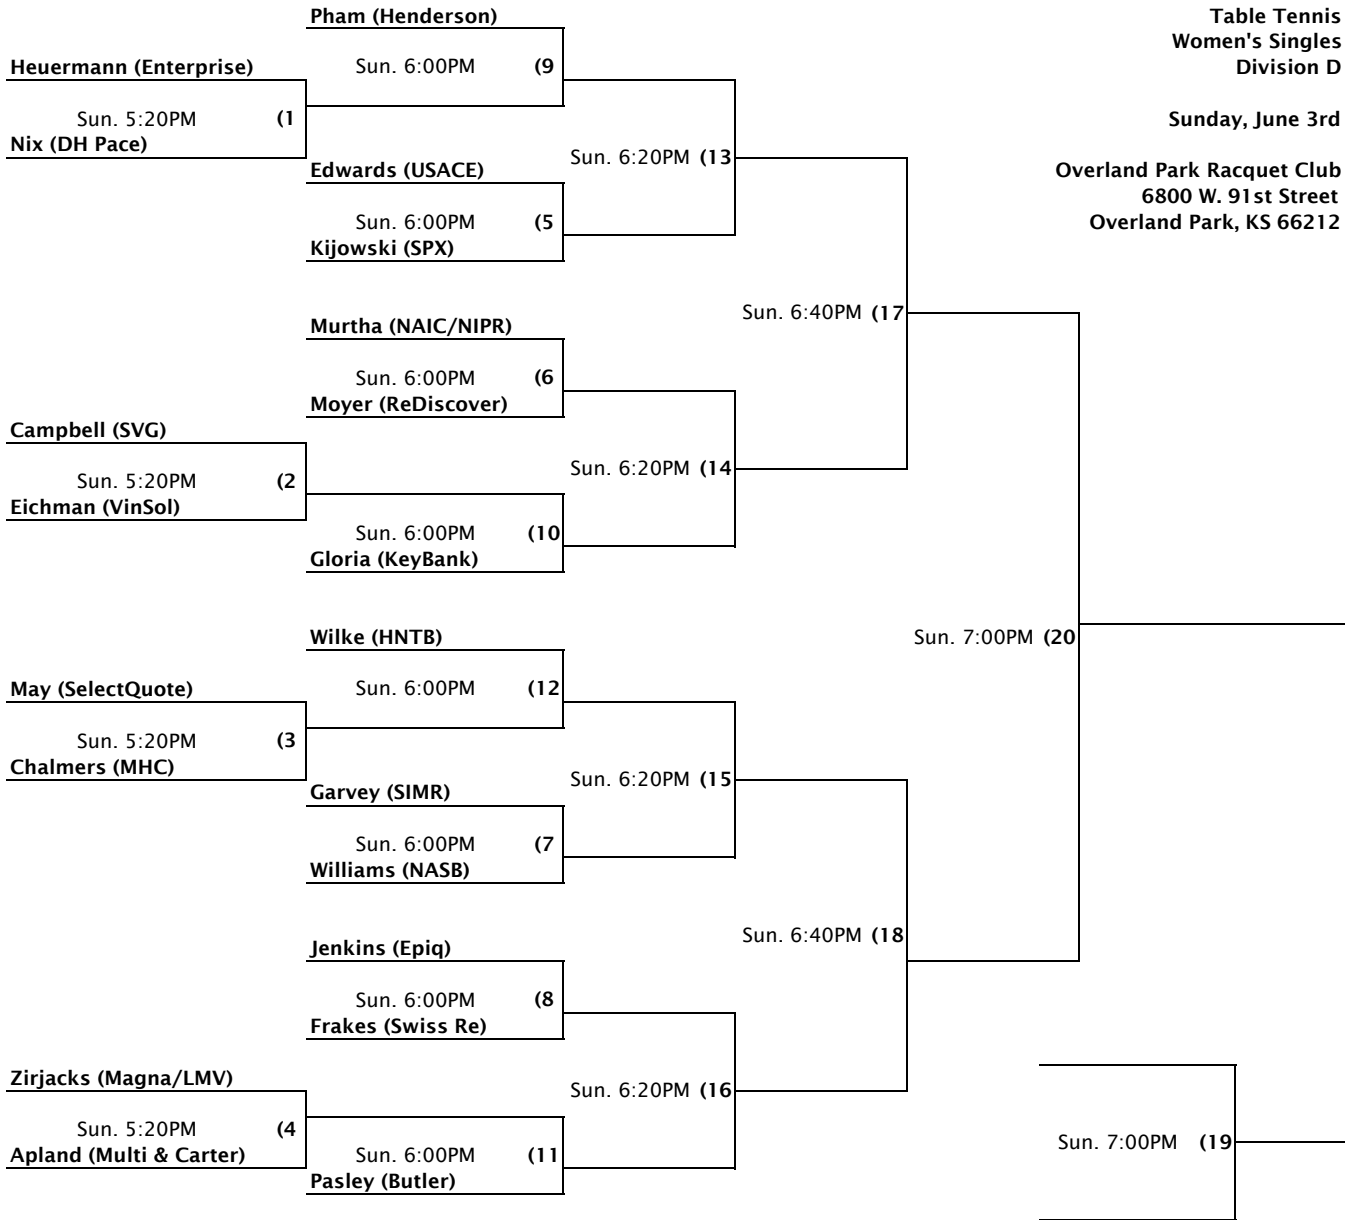 Pham (Henderson)
Table Tennis
Women's Singles
Heuermann (Enterprise)
Sun. 6:00PM (9
Division D
Sun. 5:20PM (1
Sunday, June 3rd
Nix (DH Pace)
Sun. 6:20PM (13
Edwards (USACE)
Overland Park Racquet Club
6800 W. 91st Street
Sun. 6:00PM (5
Overland Park, KS 66212
Kijowski (SPX)
Sun. 6:40PM (17
Murtha (NAIC/NIPR)
Sun. 6:00PM (6
Moyer (ReDiscover)
Campbell (SVG)
Sun. 6:20PM (14
Sun. 5:20PM (2
Eichman (VinSol)
Sun. 6:00PM (10
Gloria (KeyBank)
Wilke (HNTB)
Sun. 7:00PM (20
May (SelectQuote)
Sun. 6:00PM (12
Sun. 5:20PM (3
Chalmers (MHC)
Sun. 6:20PM (15
Garvey (SIMR)
Sun. 6:00PM (7
Williams (NASB)
Sun. 6:40PM (18
Jenkins (Epiq)
Sun. 6:00PM (8
Frakes (Swiss Re)
Zirjacks (Magna/LMV)
Sun. 6:20PM (16
Sun. 5:20PM (4
Sun. 7:00PM (19
Apland (Multi & Carter)
Sun. 6:00PM (11
Pasley (Butler)